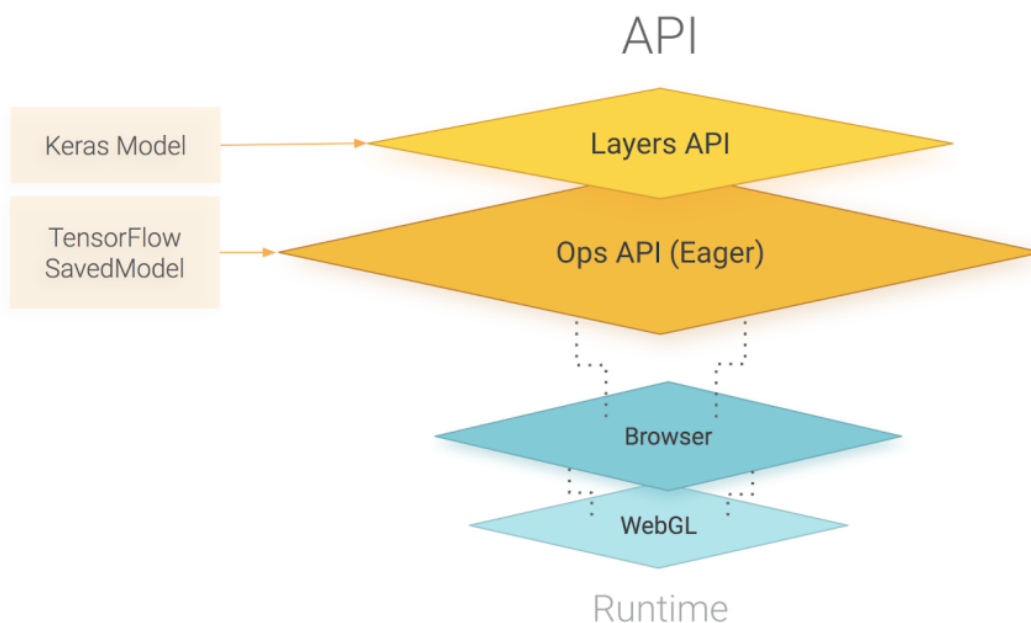 API
Keras Model
Layers API
TensorFlow
SavedModel
Ops API (Eager)
Browser
WebGL
Runtime